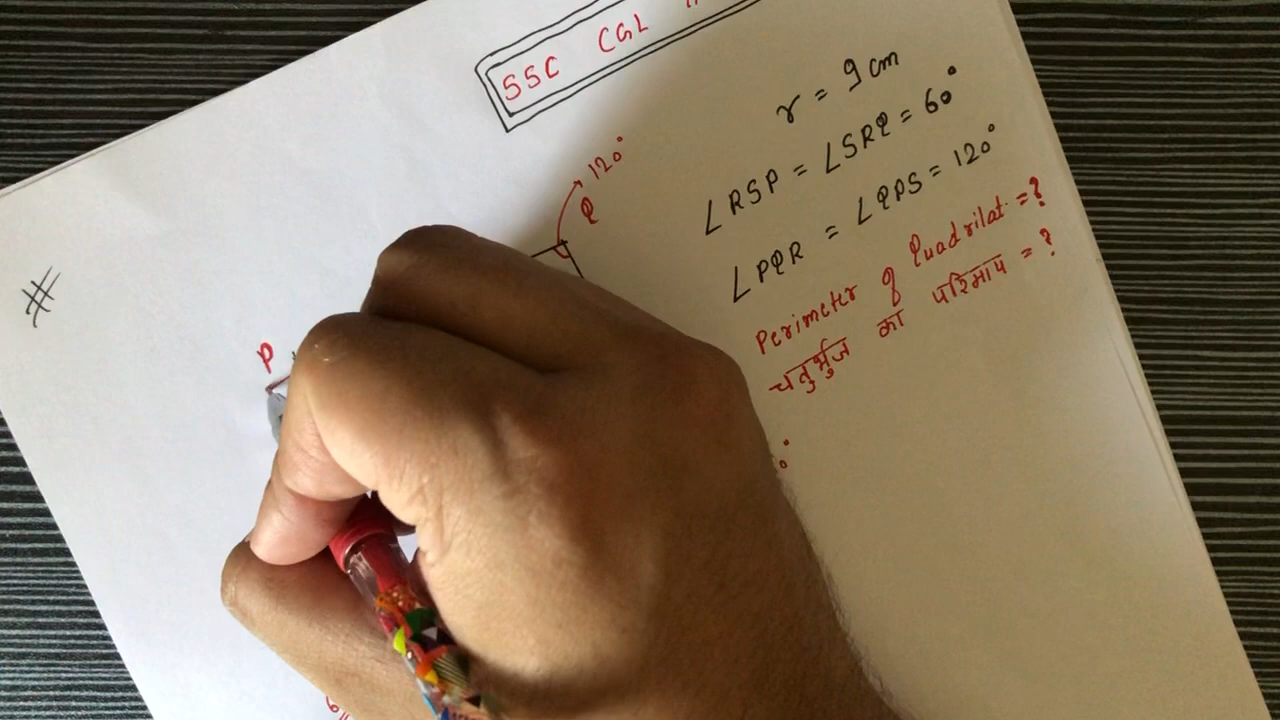 SSC CGL
r = 9 cm
∠RSP = ∠SRQ = 60°
∠PQR = ∠QPS = 120°
Perimeter of Quadrilat. = ?
चतुर्भुज का परिमाप = ?
120°
Q
P
#